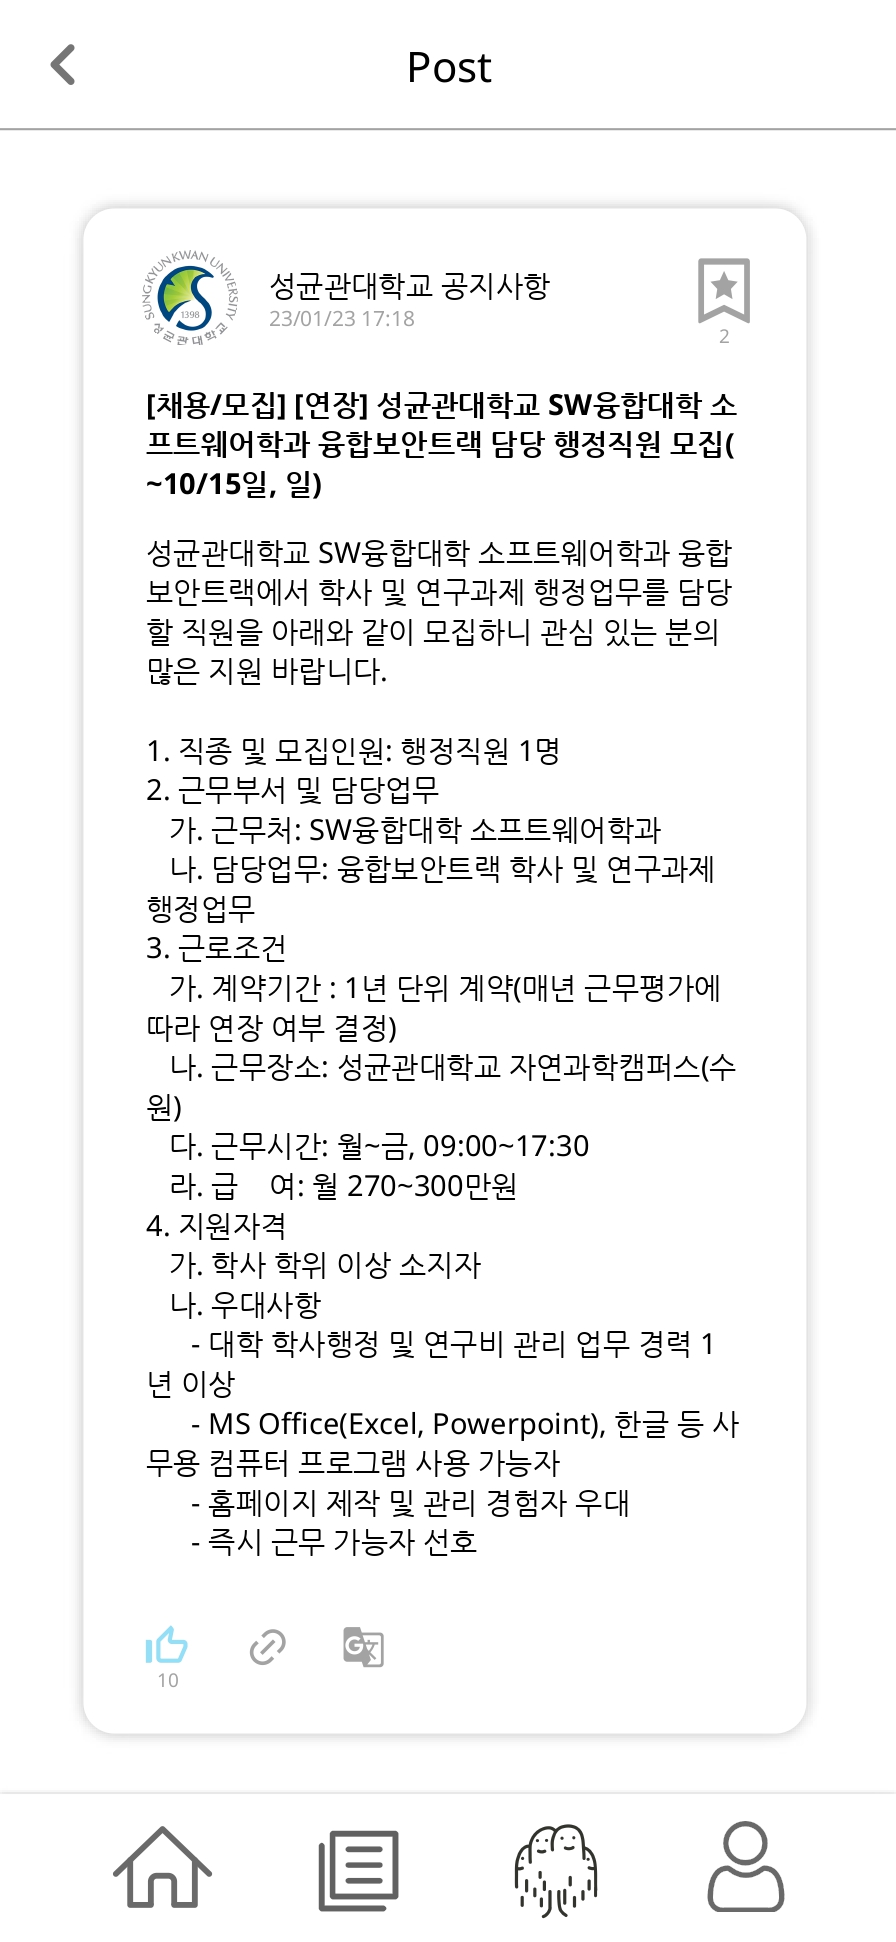 Post
SUNGKYUNKWAN UNIVERSITY
1398
성균관대학교
성균관대학교 공지사항
23/01/23 17:18
2
[채용/모집] [연장] 성균관대학교 SW융합대학 소
프트웨어학과 융합보안트랙 담당 행정직원 모집(
~10/15일, 일)
성균관대학교 SW융합대학 소프트웨어학과 융합
보안트랙에서 학사 및 연구과제 행정업무를 담당
할 직원을 아래와 같이 모집하니 관심 있는 분의
많은 지원 바랍니다.
1. 직종 및 모집인원: 행정직원 1명
2. 근무부서 및 담당업무
가. 근무처: SW융합대학 소프트웨어학과
나. 담당업무: 융합보안트랙 학사 및 연구과제
행정업무
3. 근로조건
가. 계약기간 : 1년 단위 계약(매년 근무평가에
따라 연장 여부 결정)
나. 근무장소: 성균관대학교 자연과학캠퍼스(수
원)
다. 근무시간: 월~금, 09:00~17:30
라. 급    여: 월 270~300만원
4. 지원자격
가. 학사 학위 이상 소지자
나. 우대사항
- 대학 학사행정 및 연구비 관리 업무 경력 1
년 이상
- MS Office(Excel, Powerpoint), 한글 등 사
무용 컴퓨터 프로그램 사용 가능자
- 홈페이지 제작 및 관리 경험자 우대
- 즉시 근무 가능자 선호
G文
10